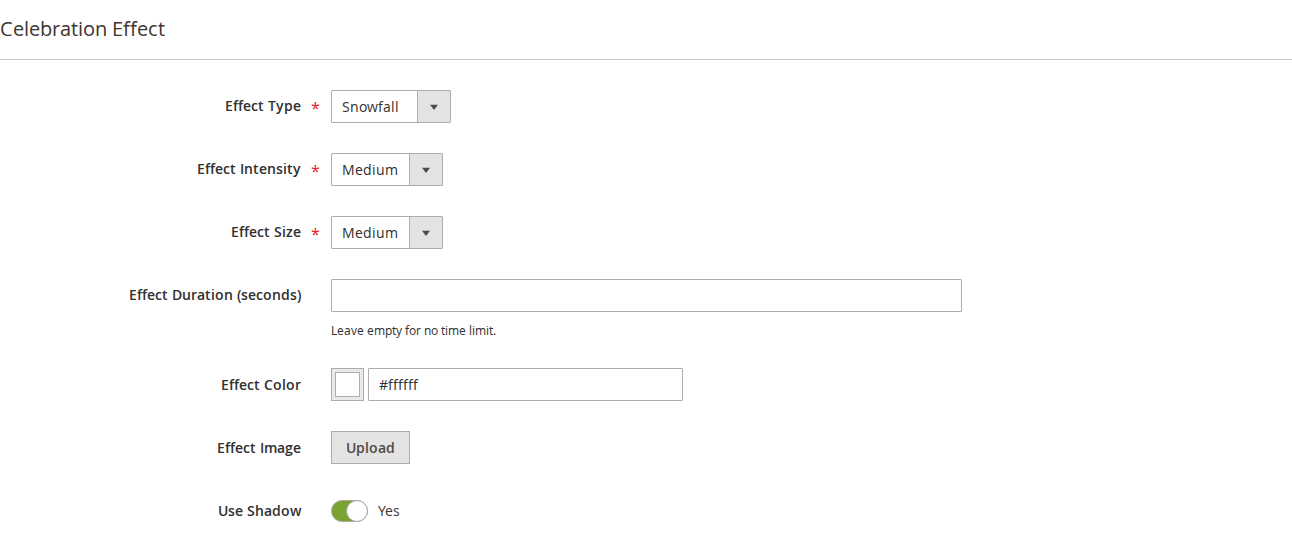 Celebration Effect
Effect Type * Snowfall
Effect Intensity * Medium
Effect Size * Medium
Effect Duration (seconds)
Leave empty for no time limit.
Effect Color #ffffff
Effect Image Upload
Use Shadow Yes